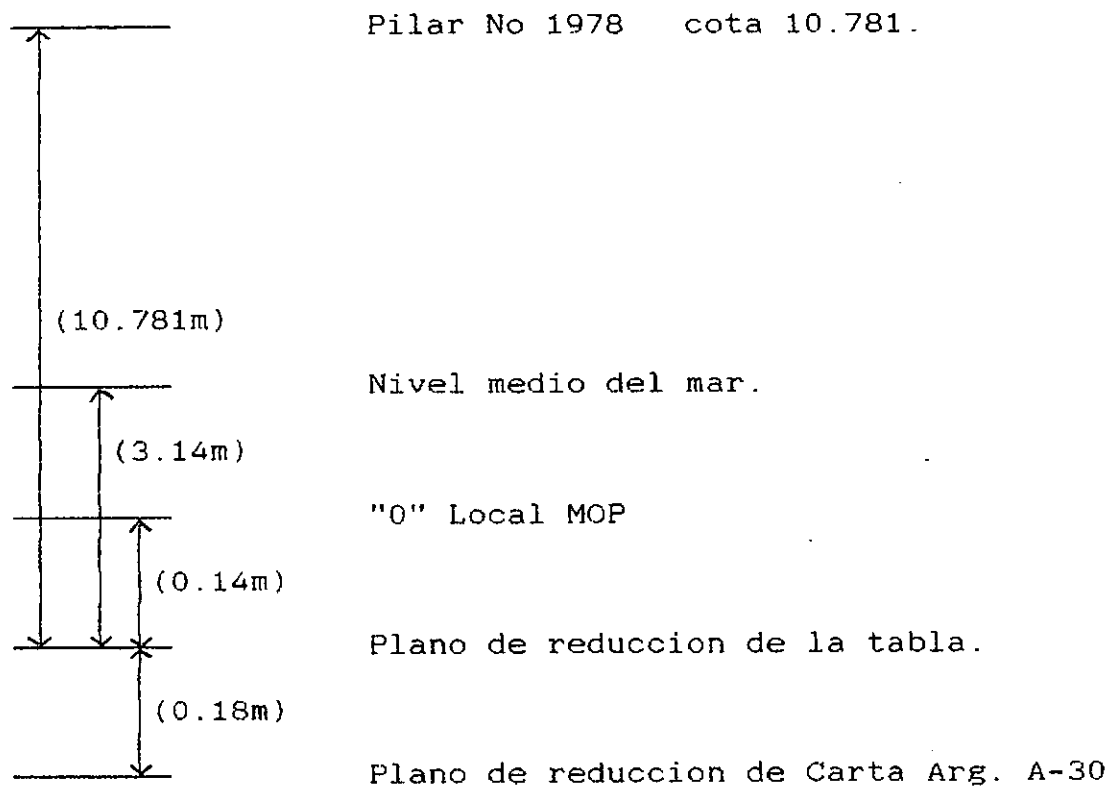 Pilar No 1978 cota 10.781.
(10.781m)
Nivel medio del mar.
(3.14m)
"0" Local MOP
(0.14m)
Plano de reduccion de la tabla.
(0.18m)
Plano de reduccion de Carta Arg. A-30